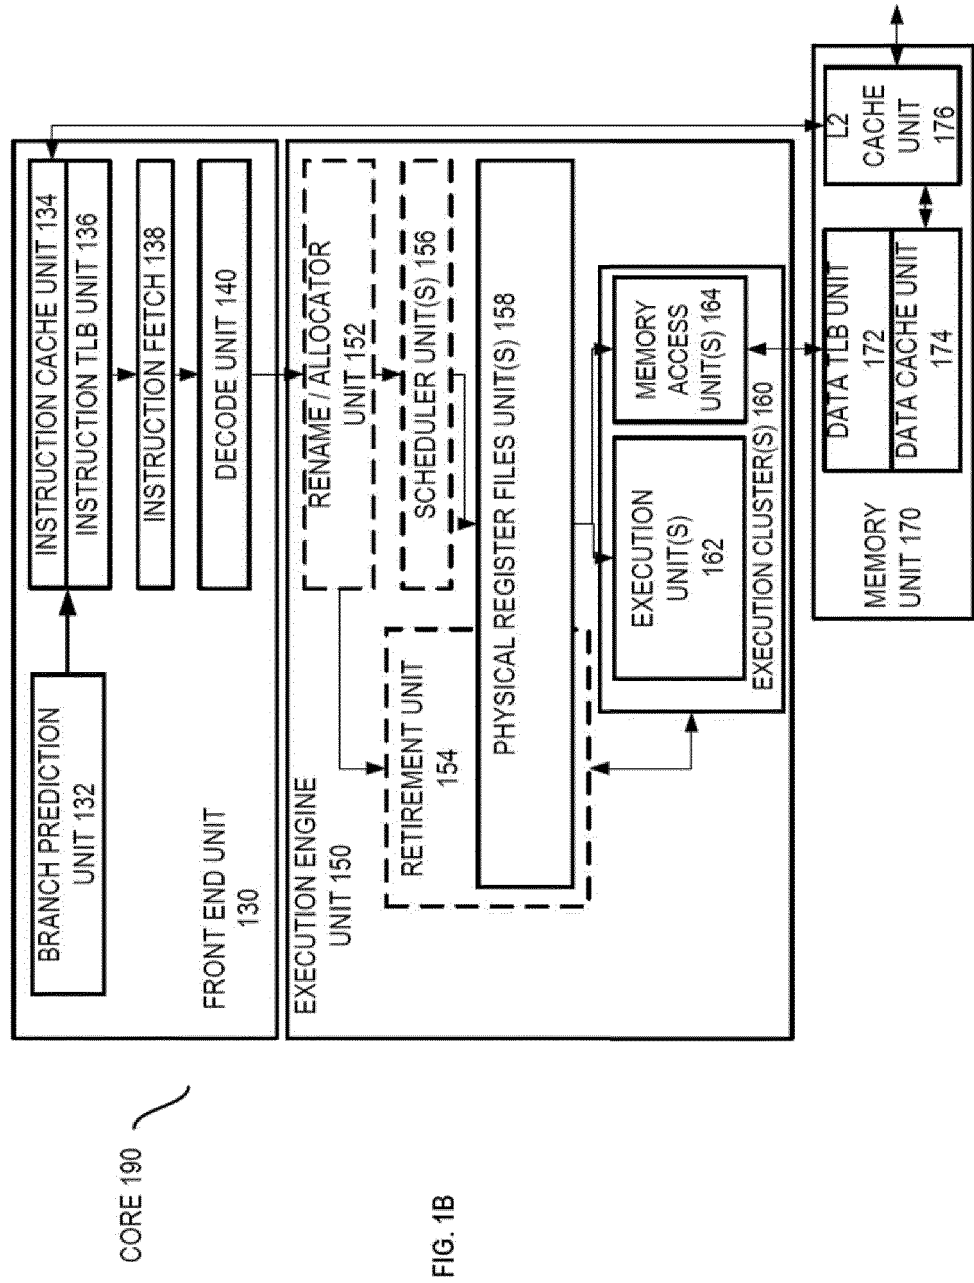 CORE 190
BRANCH PREDICTION
UNIT 132
INSTRUCTION CACHE UNIT 134
INSTRUCTION TLB UNIT 136
INSTRUCTION FETCH 138
DECODE UNIT 140
FRONT END UNIT
130
EXECUTION ENGINE
UNIT 150
RENAME / ALLOCATOR
UNIT 152
RETIREMENT UNIT
154
SCHEDULER UNIT(S) 156
PHYSICAL REGISTER FILES UNIT(S) 158
EXECUTION
UNIT(S)
162
MEMORY
ACCESS
UNIT(S) 164
EXECUTION CLUSTER(S) 160
MEMORY
UNIT 170
DATA TLB UNIT
172
DATA CACHE UNIT
174
L2
CACHE
UNIT
176
FIG. 1B